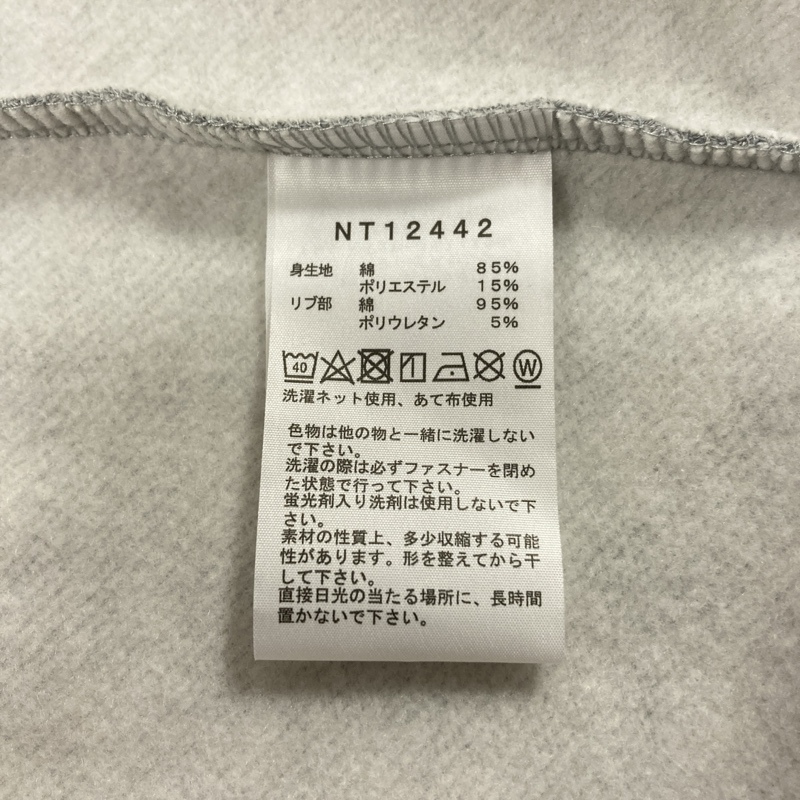 NT12442
身生地 綿 85%
ポリエステル 15%
リブ部 綿 95%
ポリウレタン 5%
40 W
洗濯ネット使用、あて布使用
色物は他の物と一緒に洗濯しない
で下さい。
洗濯の際は必ずファスナーを閉め
た状態で行って下さい。
蛍光剤入り洗剤は使用しないで下
さい。
素材の性質上、多少収縮する可能
性があります。形を整えてから干
して下さい。
直接日光の当たる場所に、長時間
置かないで下さい。